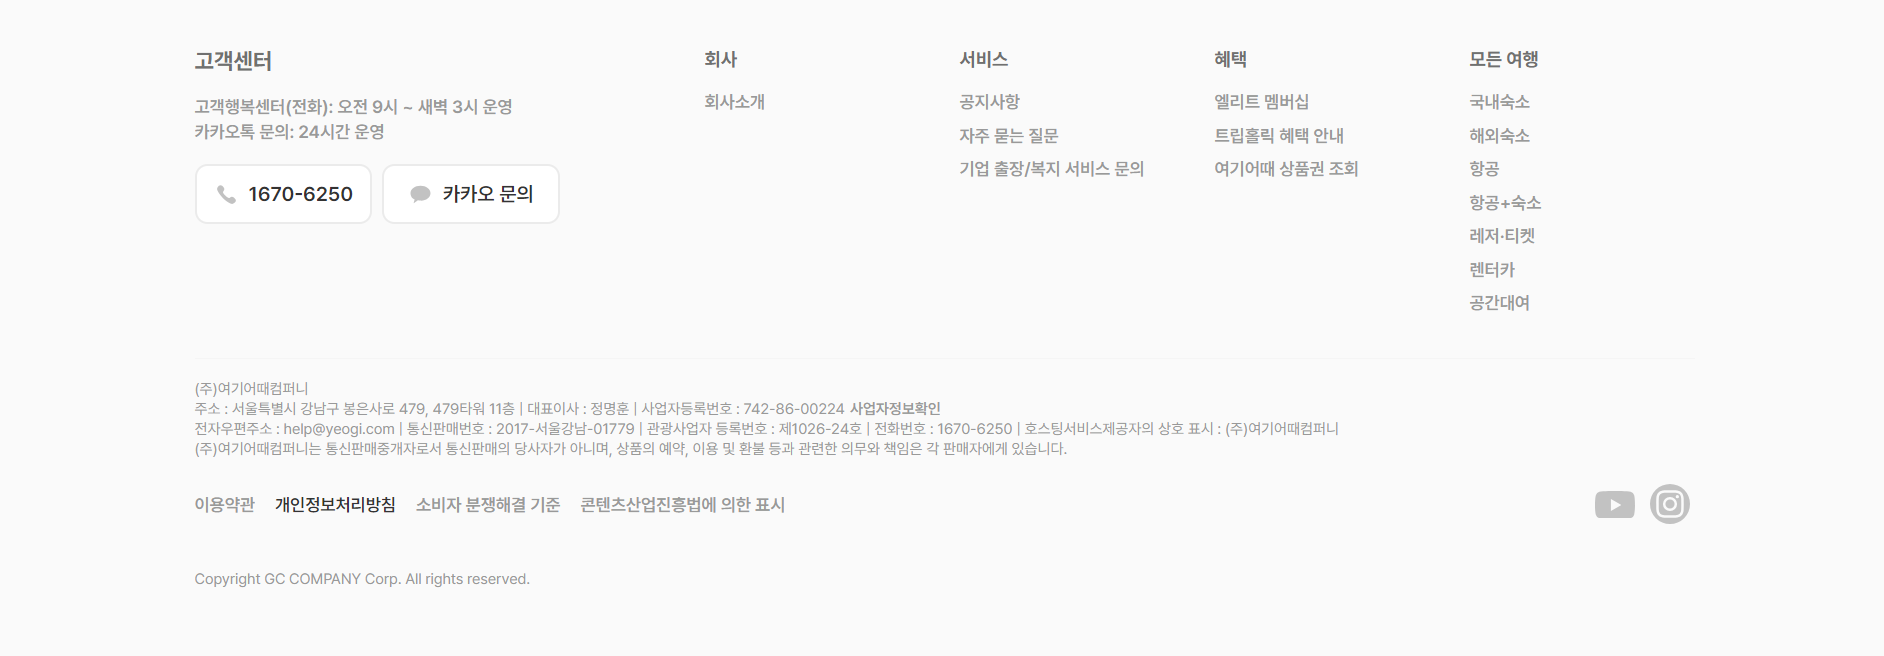 고객센터
고객행복센터(전화): 오전 9시 ~ 새벽 3시 운영
카카오톡 문의: 24시간 운영
1670-6250
카카오 문의
회사
회사소개
서비스
공지사항
자주 묻는 질문
기업 출장/복지 서비스 문의
혜택
엘리트 멤버십
트립홀릭 혜택 안내
여기어때 상품권 조회
모든 여행
국내숙소
해외숙소
항공
항공+숙소
레저·티켓
렌터카
공간대여
(주)여기어때컴퍼니
주소 : 서울특별시 강남구 봉은사로 479, 479타워 11층 | 대표이사 : 정명훈 | 사업자등록번호 : 742-86-00224 사업자정보확인
전자우편주소 : help@yeogi.com | 통신판매번호 : 2017-서울강남-01779 | 관광사업자 등록번호 : 제1026-24호 | 전화번호 : 1670-6250 | 호스팅서비스제공자의 상호 표시 : (주)여기어때컴퍼니
(주)여기어때컴퍼니는 통신판매중개자로서 통신판매의 당사자가 아니며, 상품의 예약, 이용 및 환불 등과 관련한 의무와 책임은 각 판매자에게 있습니다.
이용약관 개인정보처리방침 소비자 분쟁해결 기준 콘텐츠산업진흥법에 의한 표시
Copyright GC COMPANY Corp. All rights reserved.